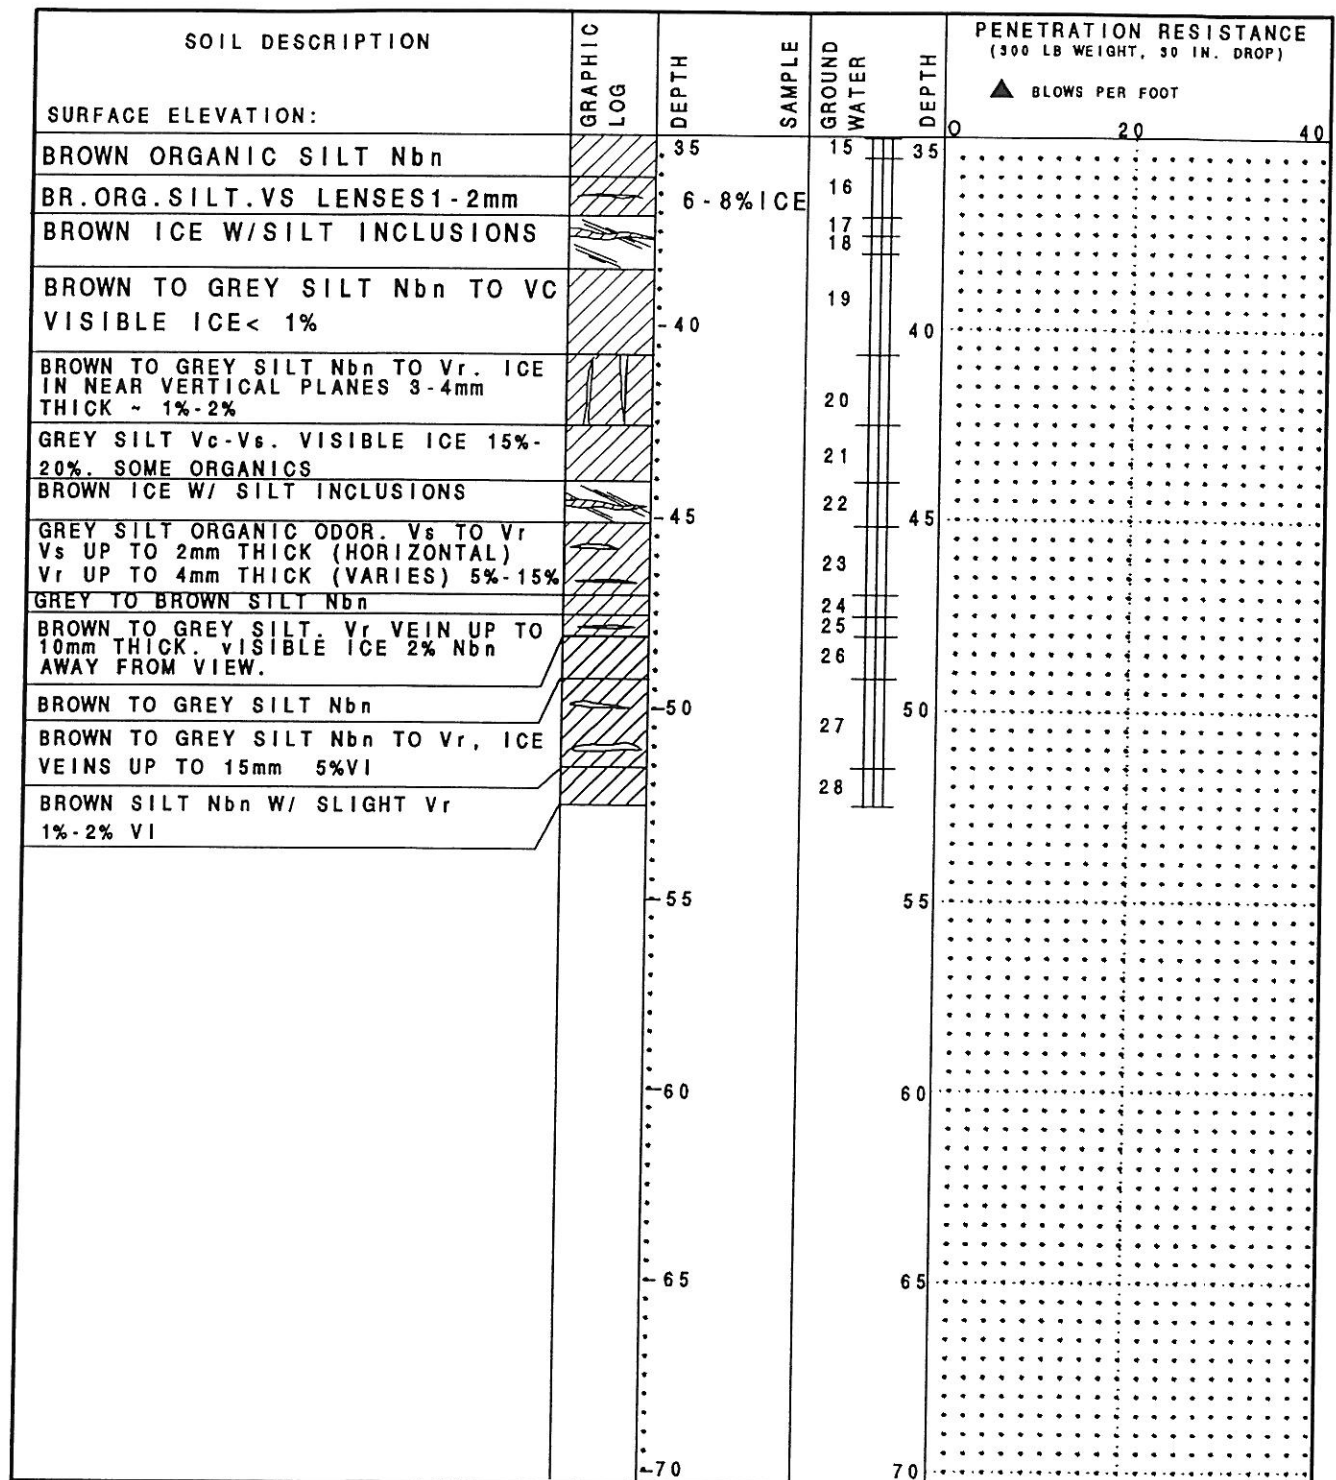 SOIL DESCRIPTION
SURFACE ELEVATION:
GRAPHIC
LOG
DEPTH
SAMPLE
GROUND
WATER
DEPTH
PENETRATION RESISTANCE
(300 LB WEIGHT, 30 IN. DROP)
▲ BLOWS PER FOOT
0 20 40
BROWN ORGANIC SILT Nbn
BR.ORG.SILT.VS LENSES1-2mm
BROWN ICE W/SILT INCLUSIONS
BROWN TO GREY SILT Nbn TO VC
VISIBLE ICE< 1%
BROWN TO GREY SILT Nbn TO Vr. ICE
IN NEAR VERTICAL PLANES 3-4mm
THICK ~ 1%-2%
GREY SILT Vc-Vs. VISIBLE ICE 15%-
20%. SOME ORGANICS
BROWN ICE W/ SILT INCLUSIONS
GREY SILT ORGANIC ODOR. Vs TO Vr
Vs UP TO 2mm THICK (HORIZONTAL)
Vr UP TO 4mm THICK (VARIES) 5%-15%
GREY TO BROWN SILT Nbn
BROWN TO GREY SILT. Vr VEIN UP TO
10mm THICK. vISIBLE ICE 2% Nbn
AWAY FROM VIEW.
BROWN TO GREY SILT Nbn
BROWN TO GREY SILT Nbn TO Vr, ICE
VEINS UP TO 15mm 5%VI
BROWN SILT Nbn W/ SLIGHT Vr
1%-2% VI
35
6-8%ICE
40
45
50
55
60
65
70
15
16
17
18
19
20
21
22
23
24
25
26
27
28
35
40
45
50
55
60
65
70